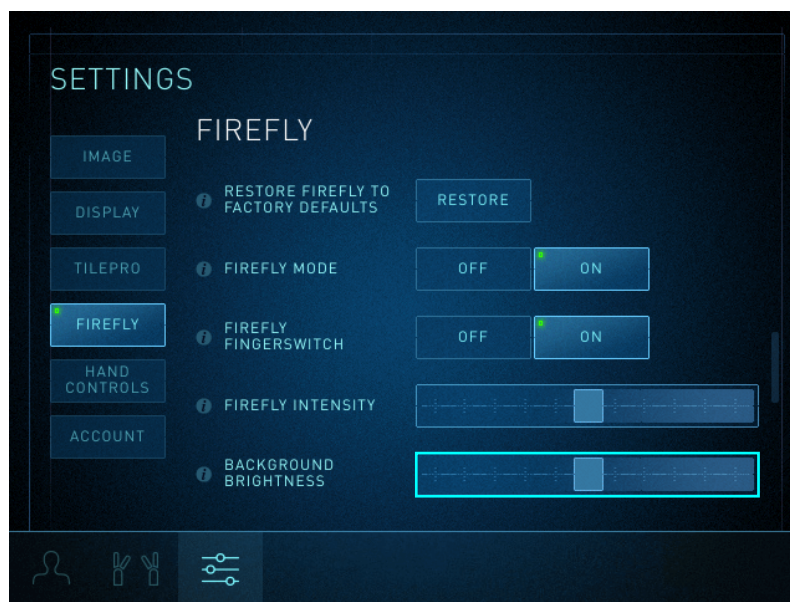 SETTINGS
FIREFLY
IMAGE
DISPLAY
TILEPRO
FIREFLY
HAND
CONTROLS
ACCOUNT
RESTORE FIREFLY TO
FACTORY DEFAULTS
RESTORE
FIREFLY MODE
OFF
ON
FIREFLY
FINGERSWITCH
OFF
ON
FIREFLY INTENSITY
BACKGROUND
BRIGHTNESS